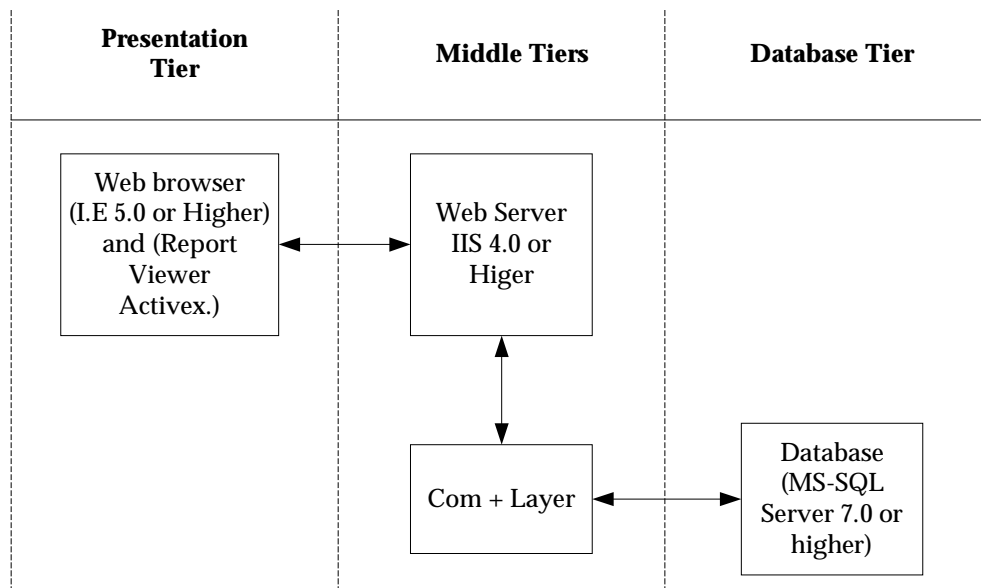 Presentation
Tier
Middle Tiers
Database Tier
Web browser
(I.E 5.0 or Higher)
and (Report
Viewer
Activex.)
Web Server
IIS 4.0 or
Higer
Com + Layer
Database
(MS-SQL
Server 7.0 or
higher)